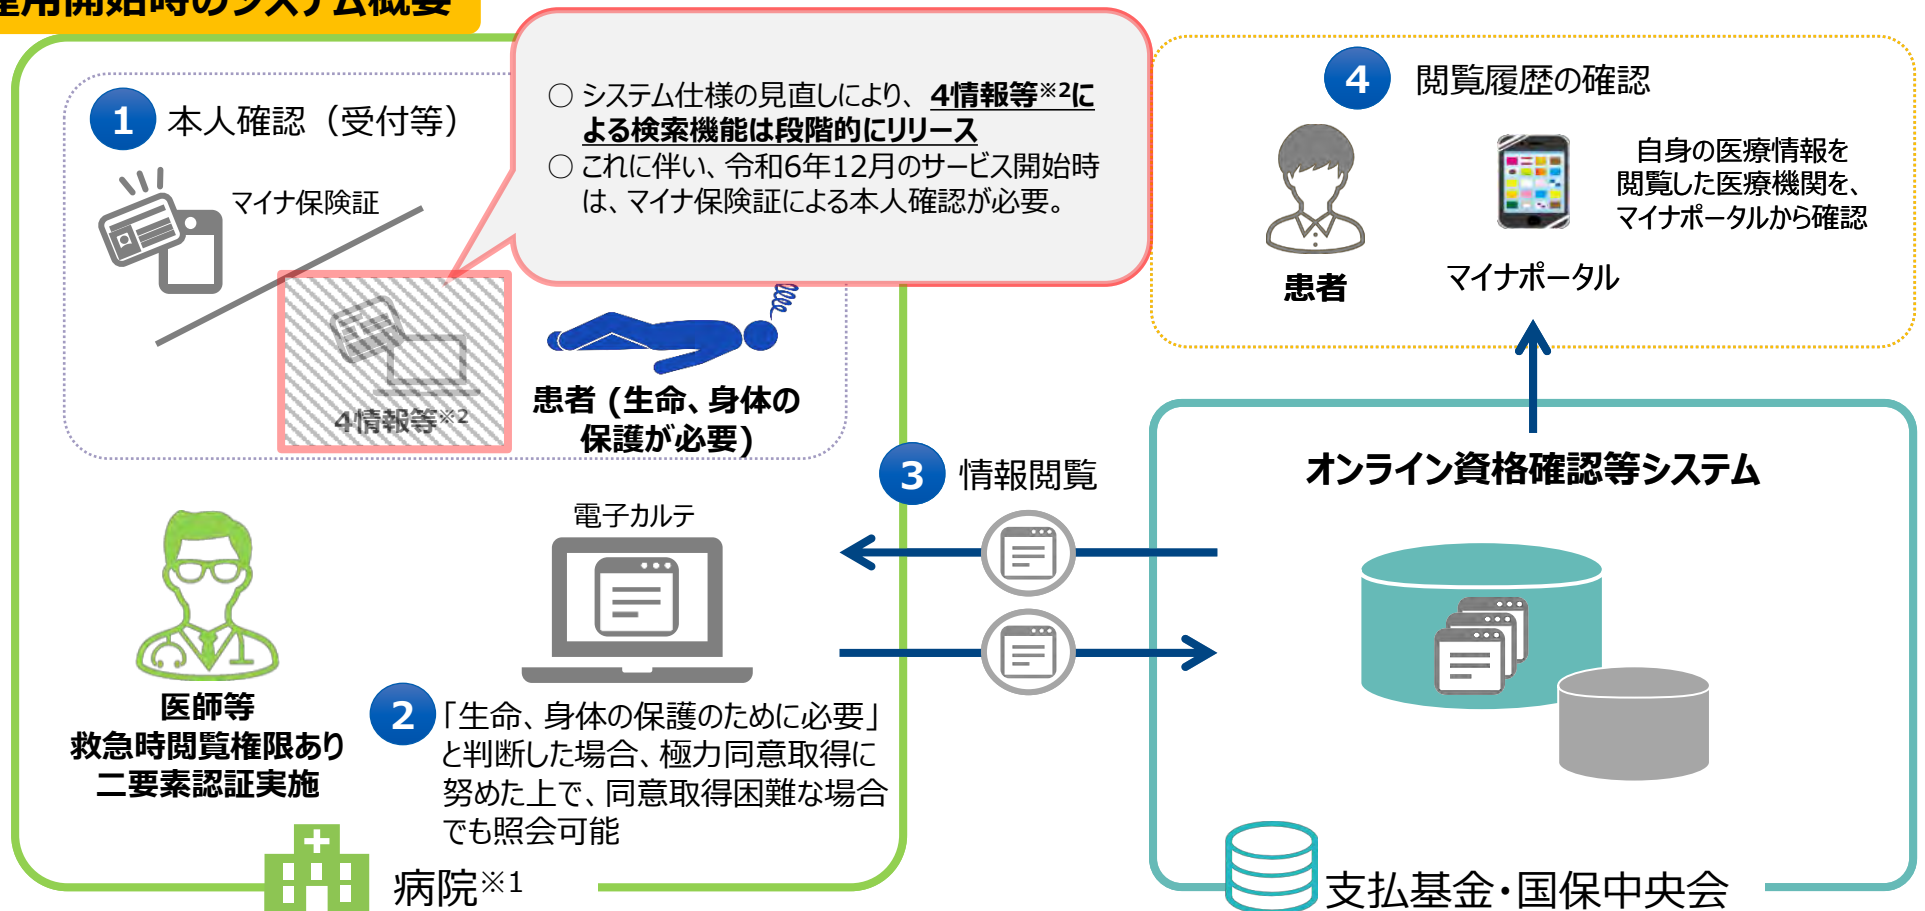 運用開始時のシステム概要
1 本人確認（受付等）
マイナ保険証
4情報等※2
患者 (生命、身体の
保護が必要)
○ システム仕様の見直しにより、4情報等※2に
よる検索機能は段階的にリリース
○ これに伴い、令和6年12月のサービス開始時
は、マイナ保険証による本人確認が必要。
4 閲覧履歴の確認
自身の医療情報を
閲覧した医療機関を、
マイナポータルから確認
患者
マイナポータル
医師等
救急時閲覧権限あり
二要素認証実施
電子カルテ
2 「生命、身体の保護のために必要」
と判断した場合、極力同意取得に
努めた上で、同意取得困難な場合
でも照会可能
3 情報閲覧
オンライン資格確認等システム
病院※1
支払基金・国保中央会